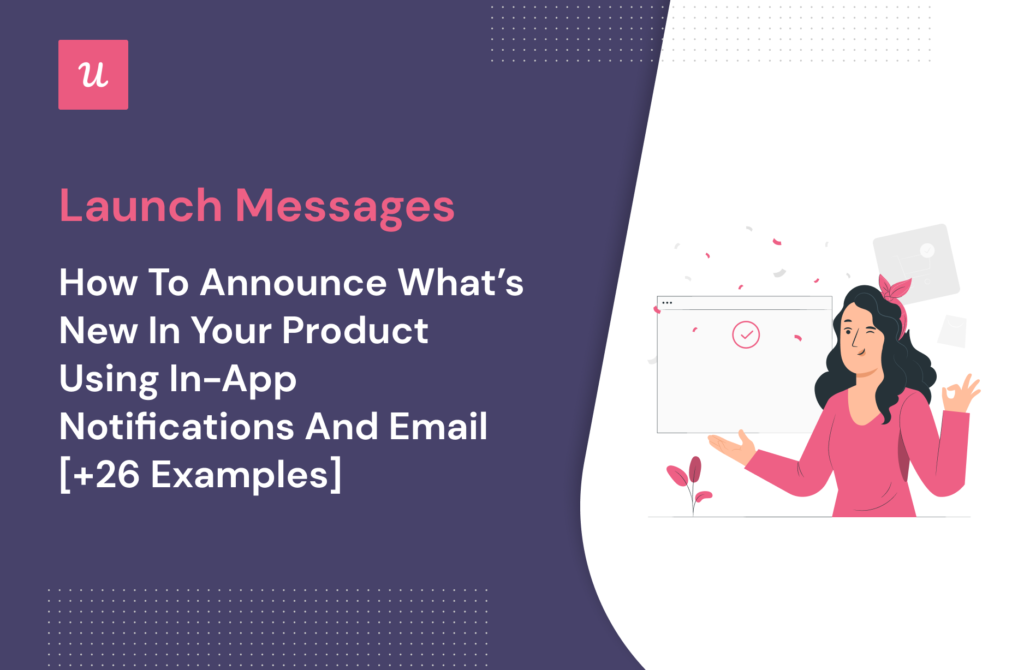 u
Launch Messages
How To Announce What’s
New In Your Product
Using In-App
Notifications And Email
[+26 Examples]